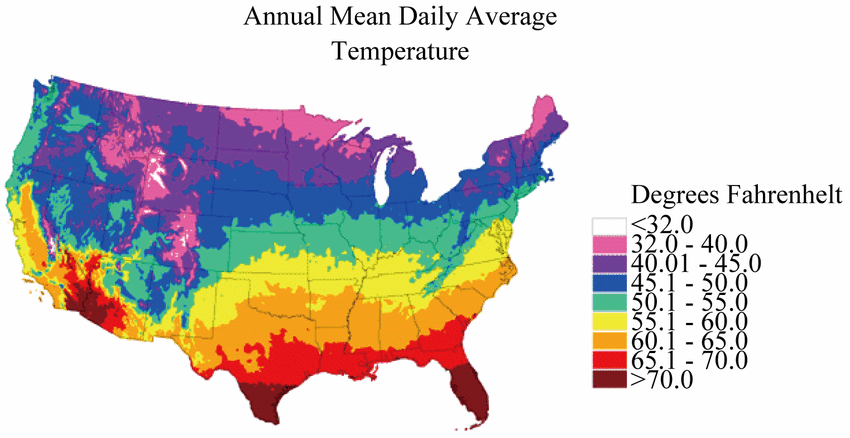 Annual Mean Daily Average
Temperature
Degrees Fahrenhelt
<32.0
32.0 - 40.0
40.01 - 45.0
45.1 - 50.0
50.1 - 55.0
55.1 - 60.0
60.1 - 65.0
65.1 - 70.0
>70.0